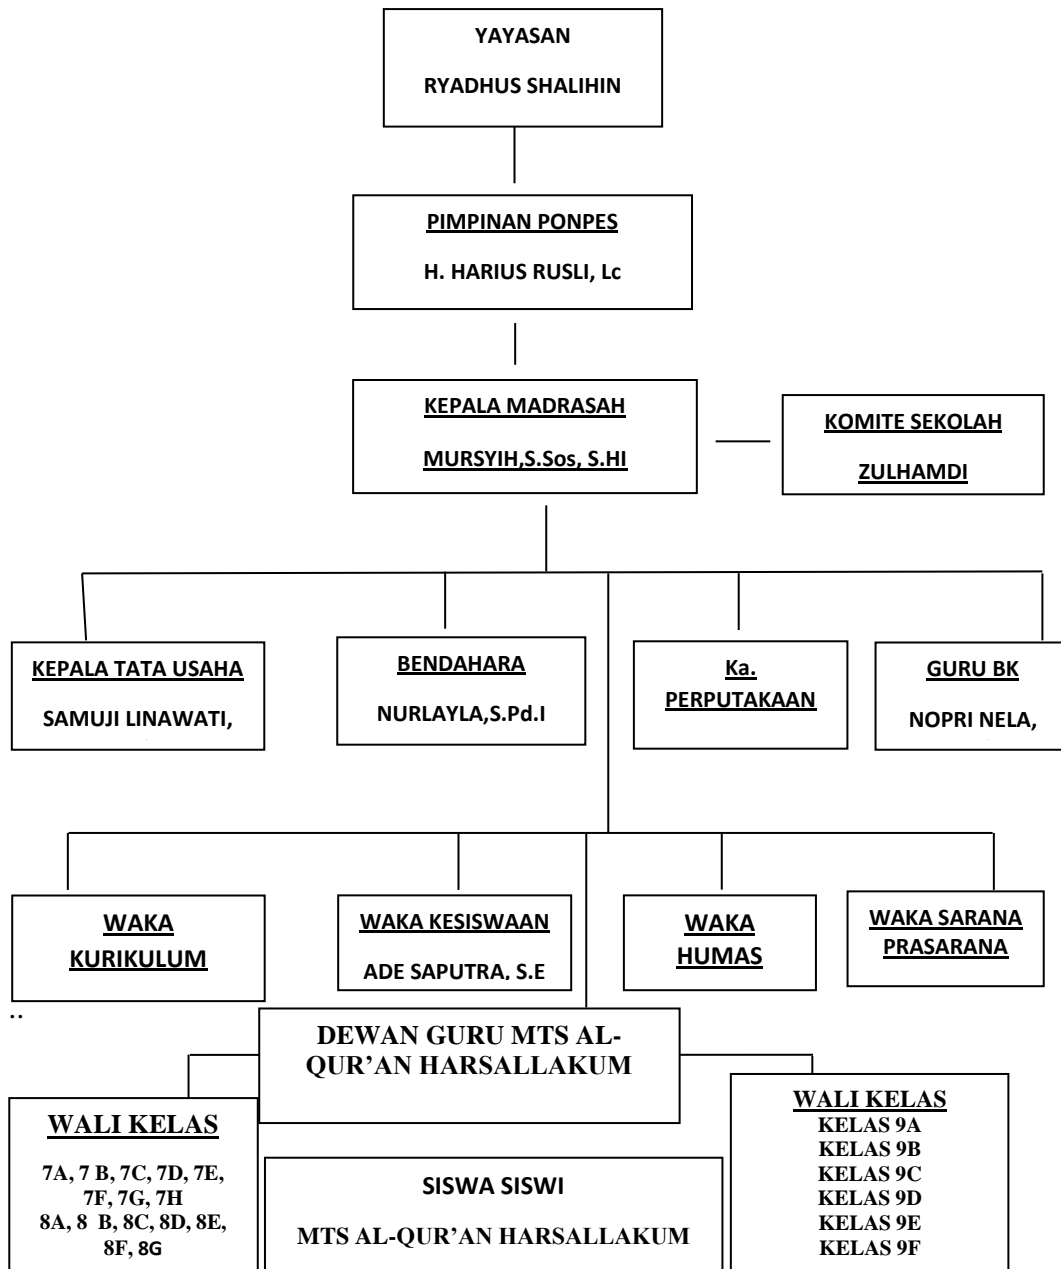 YAYASAN
RYADHUS SHALIHIN
PIMPINAN PONPES
H. HARIUS RUSLI, Lc
KEPALA MADRASAH
MURSYIH,S.Sos, S.HI
KOMITE SEKOLAH
ZULHAMDI
KEPALA TATA USAHA
SAMUJI LINAWATI,
BENDAHARA
NURLAYLA,S.Pd.I
Ka.
PERPUTAKAAN
GURU BK
NOPRI NELA,
WAKA
KURIKULUM
WAKA KESISWAAN
ADE SAPUTRA, S.E
WAKA
HUMAS
WAKA SARANA
PRASARANA
..
DEWAN GURU MTS AL-
QUR’AN HARSALLAKUM
WALI KELAS
7A, 7 B, 7C, 7D, 7E,
7F, 7G, 7H
8A, 8 B, 8C, 8D, 8E,
8F, 8G
SISWA SISWI
MTS AL-QUR’AN HARSALLAKUM
WALI KELAS
KELAS 9A
KELAS 9B
KELAS 9C
KELAS 9D
KELAS 9E
KELAS 9F